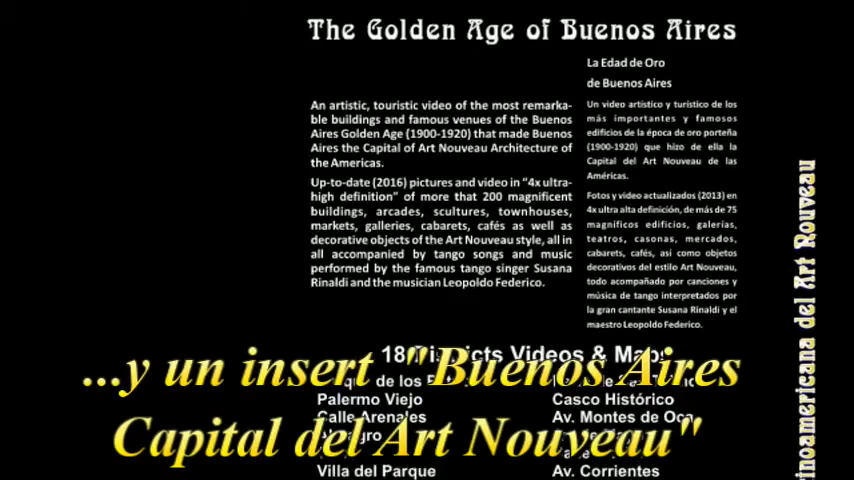 The Golden Age of Buenos Aires
An artistic, touristic video of the most remarka-
ble buildings and famous venues of the Buenos
Aires Golden Age (1900-1920) that made Buenos
Aires the Capital of Art Nouveau Architecture of
the Americas.
Up-to-date (2016) pictures and video in “4x ultra-
high definition” of more that 200 magnificent
buildings, arcades, scultures, townhouses,
markets, galleries, cabarets, cafés as well as
decorative objects of the Art Nouveau style, all in
all accompanied by tango songs and music
performed by the famous tango singer Susana
Rinaldi and the musician Leopoldo Federico.
La Edad de Oro
de Buenos Aires
Un video artístico y turístico de los
más importantes y famosos
edificios de la época de oro porteña
(1900-1920) que hizo de ella la
Capital del Art Nouveau de las
Américas.
Fotos y video actualizados (2013) en
4x ultra alta definición, de más de 75
magníficos edificios, galerías,
teatros, casonas, mercados,
cabarets, cafés, así como objetos
decorativos del estilo Art Nouveau,
todo acompañado por canciones y
música de tango interpretados por
la gran cantante Susana Rinaldi y el
maestro Leopoldo Federico.
18 Districts Videos & Maps
...y un insert "Buenos Aires
Capital del Art Nouveau"
Palermo Viejo
Calle Arenales
Villa del Parque
Casco Histórico
Av. Montes de Oca
Av. Corrientes
del Art Nouveau